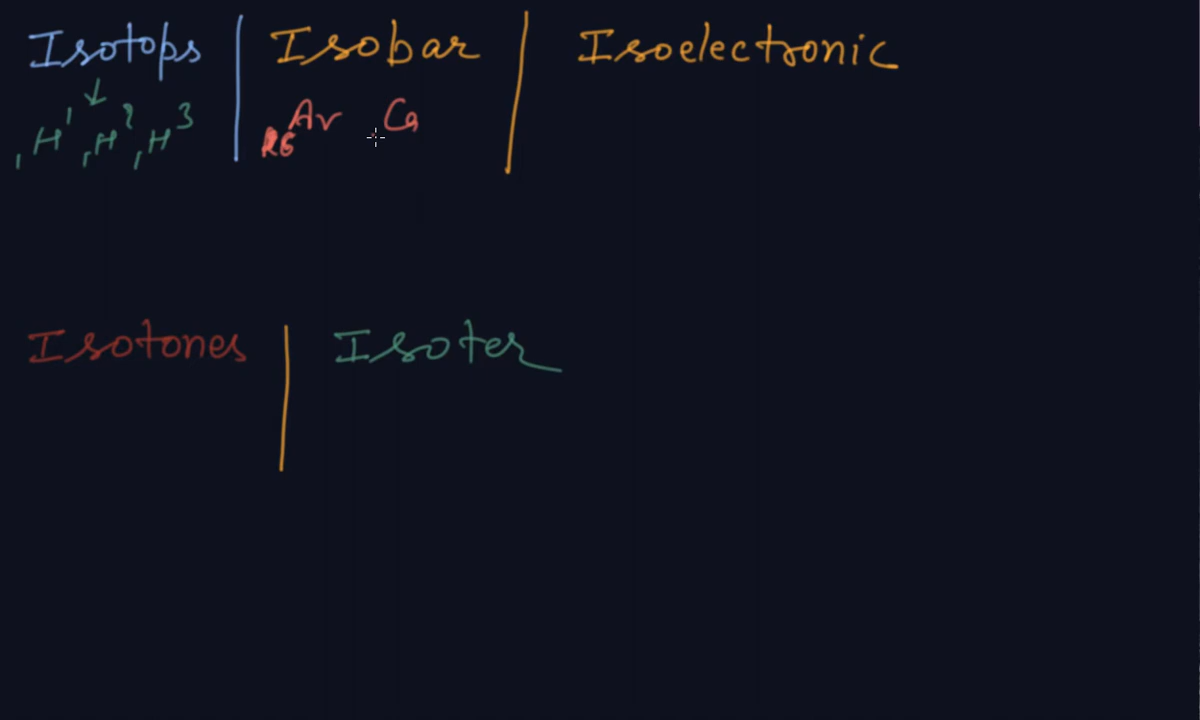 Isotops Isobar Isoelectronic
₁H¹, ₁H², ₁H³ Ar Ca
Isotones Isoter